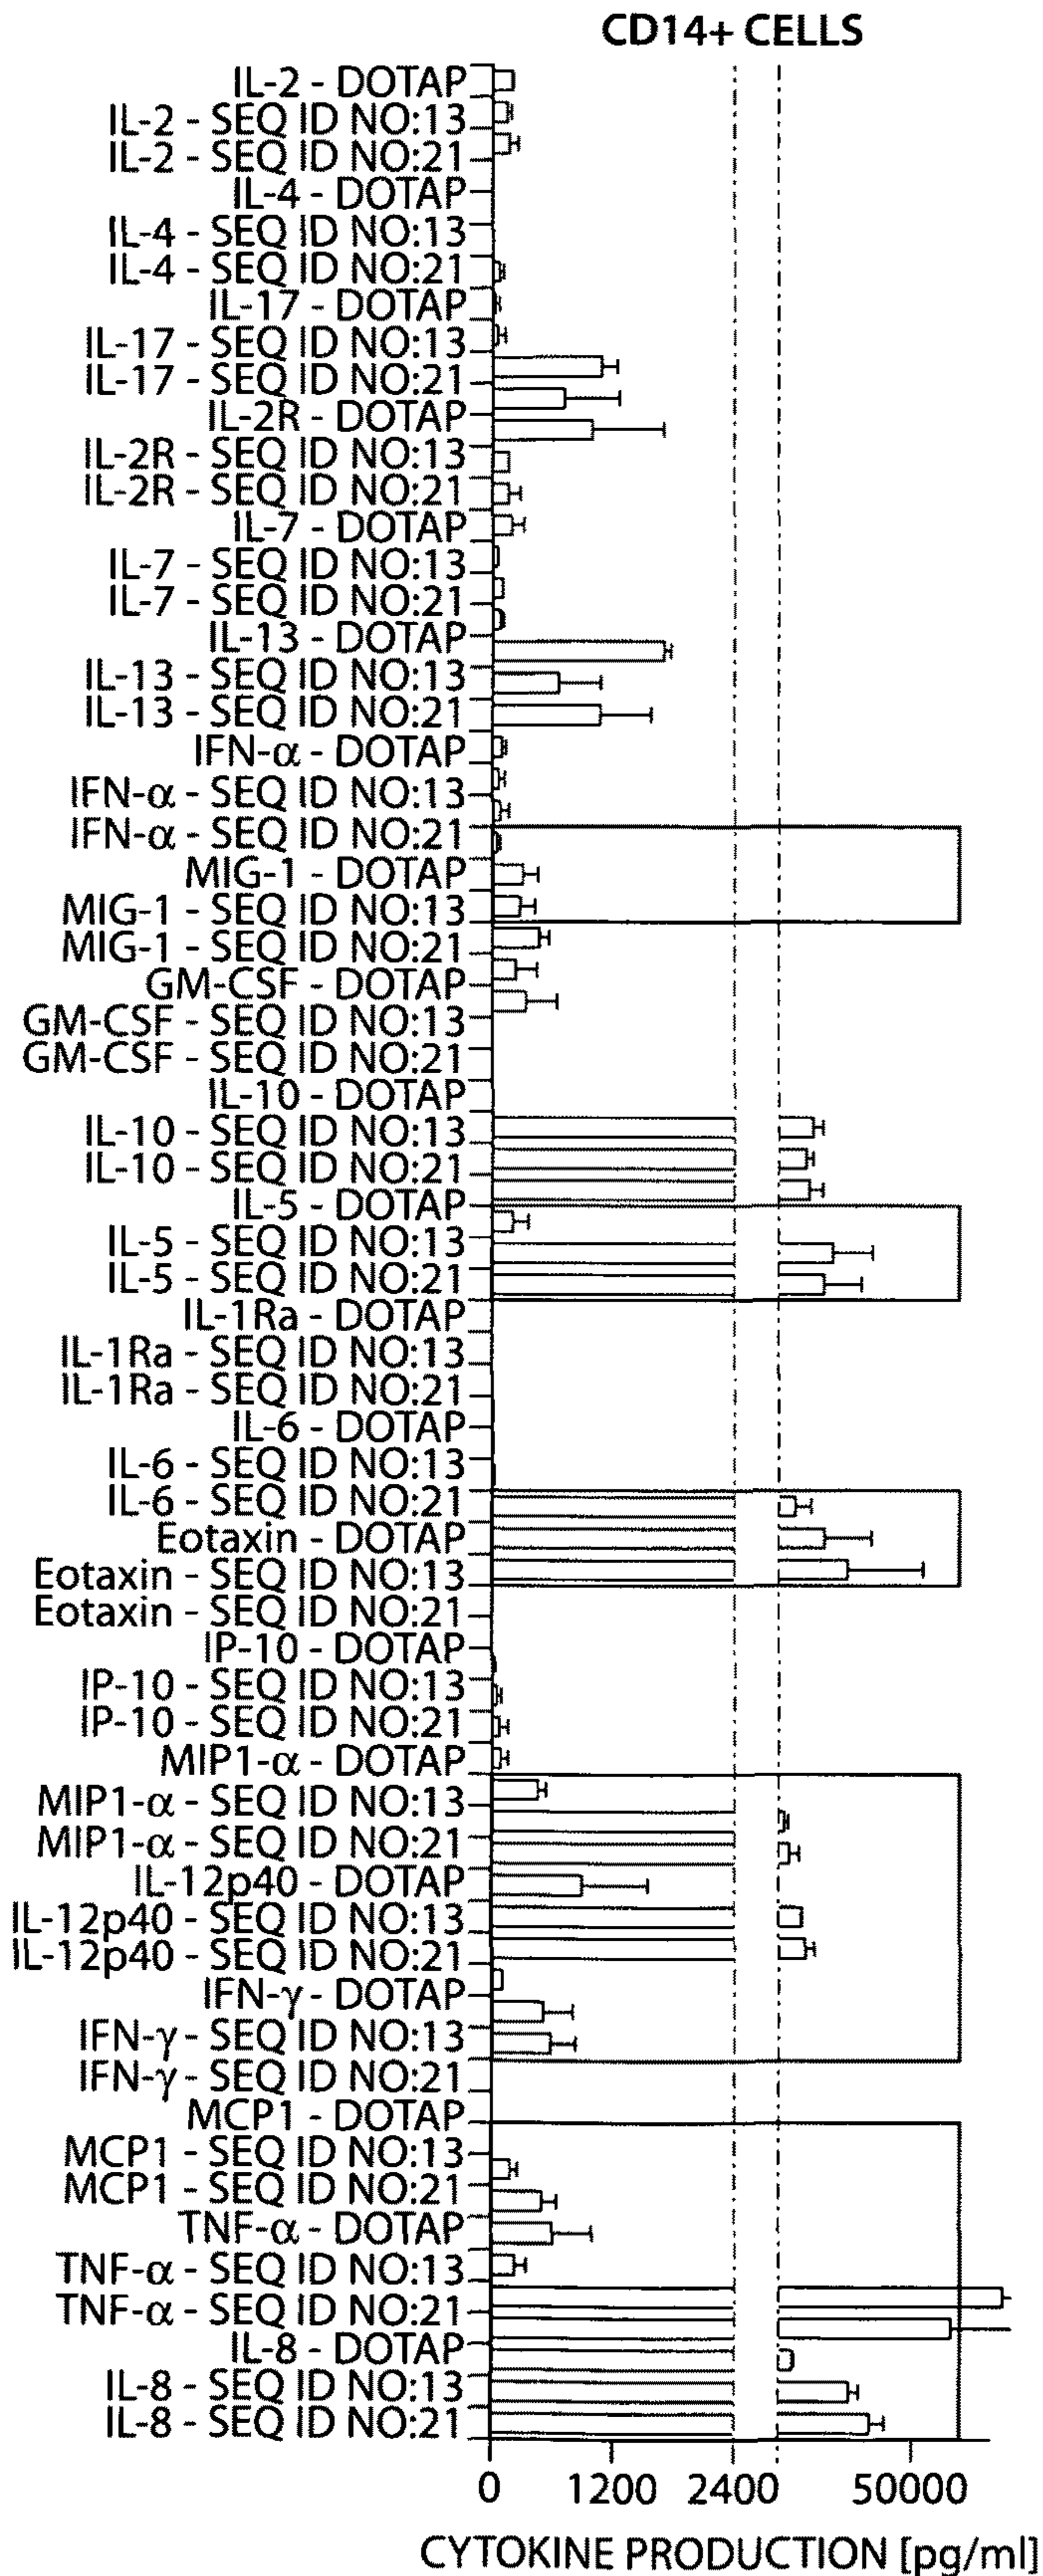 CD14+ CELLS
IL-2 - DOTAP
IL-2 - SEQ ID NO:13
IL-2 - SEQ ID NO:21
IL-4 - DOTAP
IL-4 - SEQ ID NO:13
IL-4 - SEQ ID NO:21
IL-17 - DOTAP
IL-17 - SEQ ID NO:13
IL-17 - SEQ ID NO:21
IL-2R - DOTAP
IL-2R - SEQ ID NO:13
IL-2R - SEQ ID NO:21
IL-7 - DOTAP
IL-7 - SEQ ID NO:13
IL-7 - SEQ ID NO:21
IL-13 - DOTAP
IL-13 - SEQ ID NO:13
IL-13 - SEQ ID NO:21
IFN-α - DOTAP
IFN-α - SEQ ID NO:13
IFN-α - SEQ ID NO:21
MIG-1 - DOTAP
MIG-1 - SEQ ID NO:13
MIG-1 - SEQ ID NO:21
GM-CSF - DOTAP
GM-CSF - SEQ ID NO:13
GM-CSF - SEQ ID NO:21
IL-10 - DOTAP
IL-10 - SEQ ID NO:13
IL-10 - SEQ ID NO:21
IL-5 - DOTAP
IL-5 - SEQ ID NO:13
IL-5 - SEQ ID NO:21
IL-1Ra - DOTAP
IL-1Ra - SEQ ID NO:13
IL-1Ra - SEQ ID NO:21
IL-6 - DOTAP
IL-6 - SEQ ID NO:13
IL-6 - SEQ ID NO:21
Eotaxin - DOTAP
Eotaxin - SEQ ID NO:13
Eotaxin - SEQ ID NO:21
IP-10 - DOTAP
IP-10 - SEQ ID NO:13
IP-10 - SEQ ID NO:21
MIP1-α - DOTAP
MIP1-α - SEQ ID NO:13
MIP1-α - SEQ ID NO:21
IL-12p40 - DOTAP
IL-12p40 - SEQ ID NO:13
IL-12p40 - SEQ ID NO:21
IFN-γ - DOTAP
IFN-γ - SEQ ID NO:13
IFN-γ - SEQ ID NO:21
MCP1 - DOTAP
MCP1 - SEQ ID NO:13
MCP1 - SEQ ID NO:21
TNF-α - DOTAP
TNF-α - SEQ ID NO:13
TNF-α - SEQ ID NO:21
IL-8 - DOTAP
IL-8 - SEQ ID NO:13
IL-8 - SEQ ID NO:21
0 1200 2400 50000
CYTOKINE PRODUCTION [pg/ml]